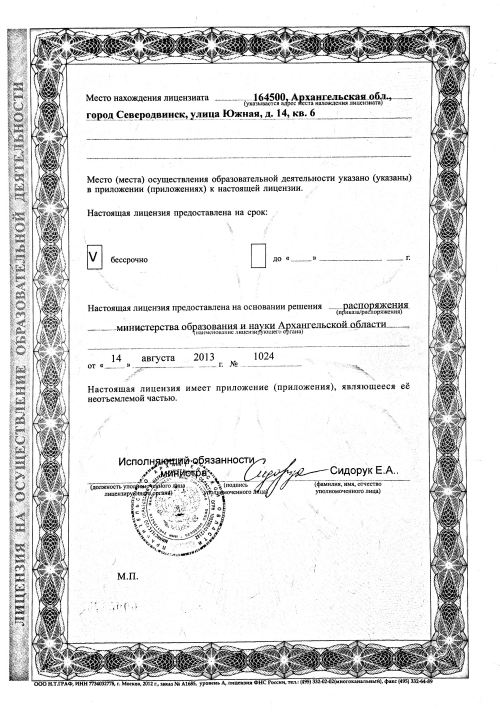 ЛИЦЕНЗИЯ НА ОСУЩЕСТВЛЕНИЕ ОБРАЗОВАТЕЛЬНОЙ ДЕЯТЕЛЬНОСТИ
Место нахождения лицензиата 164500, Архангельская обл.,
(указывается адрес места нахождения лицензиата)
город Северодвинск, улица Южная, д. 14, кв. 6
Место (места) осуществления образовательной деятельности указано (указаны)
в приложении (приложениях) к настоящей лицензии.
Настоящая лицензия предоставлена на срок:
V бессрочно до « » г.
Настоящая лицензия предоставлена на основании решения распоряжения
(приказа/распоряжения)
министерства образования и науки Архангельской области
(наименование лицензирующего органа)
от « 14 » августа 2013 г. № 1024
Настоящая лицензия имеет приложение (приложения), являющееся её
неотъемлемой частью.
Исполняющий обязанности
министра Сидорук Сидорук Е.А..
(должность уполномоченного лица (подпись (фамилия, имя, отчество
лицензирующего органа) уполномоченного лица) уполномоченного лица)
М.П.
ООО Н.Т.ГРАФ, ИНН 7734652778, г. Москва, 2012 г., заказ № А1685, уровень А, лицензия ФНС России, тел.: (495) 332-02-02(многоканальный), факс (495) 332-64-89